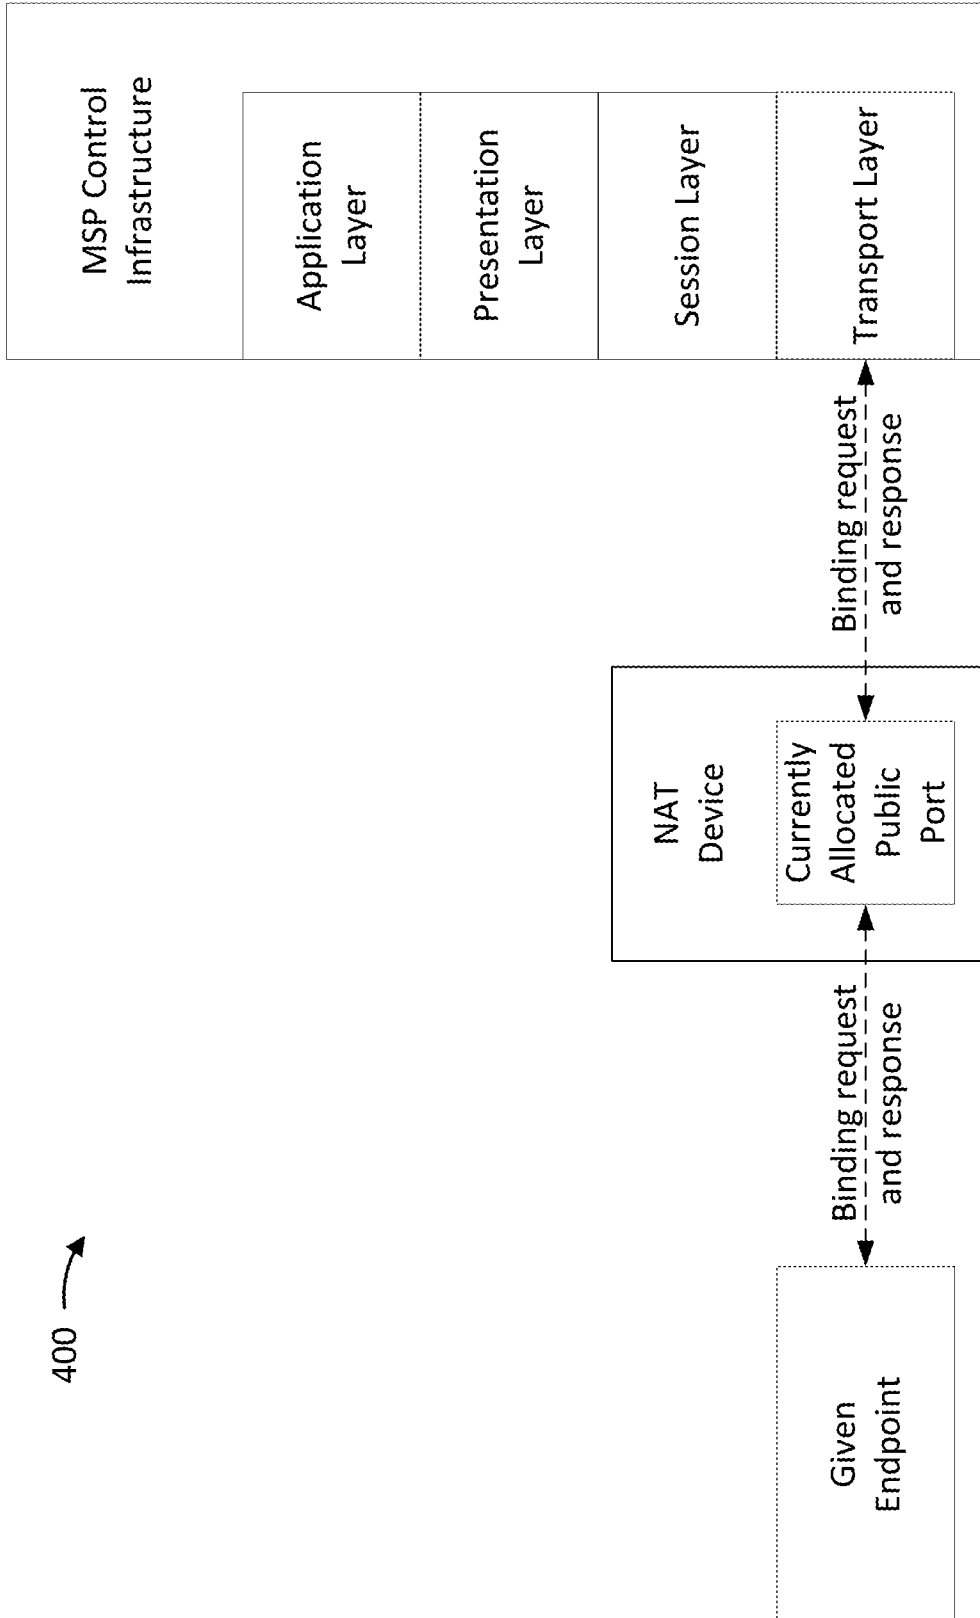 400
MSP Control
Infrastructure
Application
Layer
Presentation
Layer
Session Layer
Transport Layer
NAT
Device
Currently
Allocated
Public
Port
Given
Endpoint
Binding request
and response
Binding request
and response